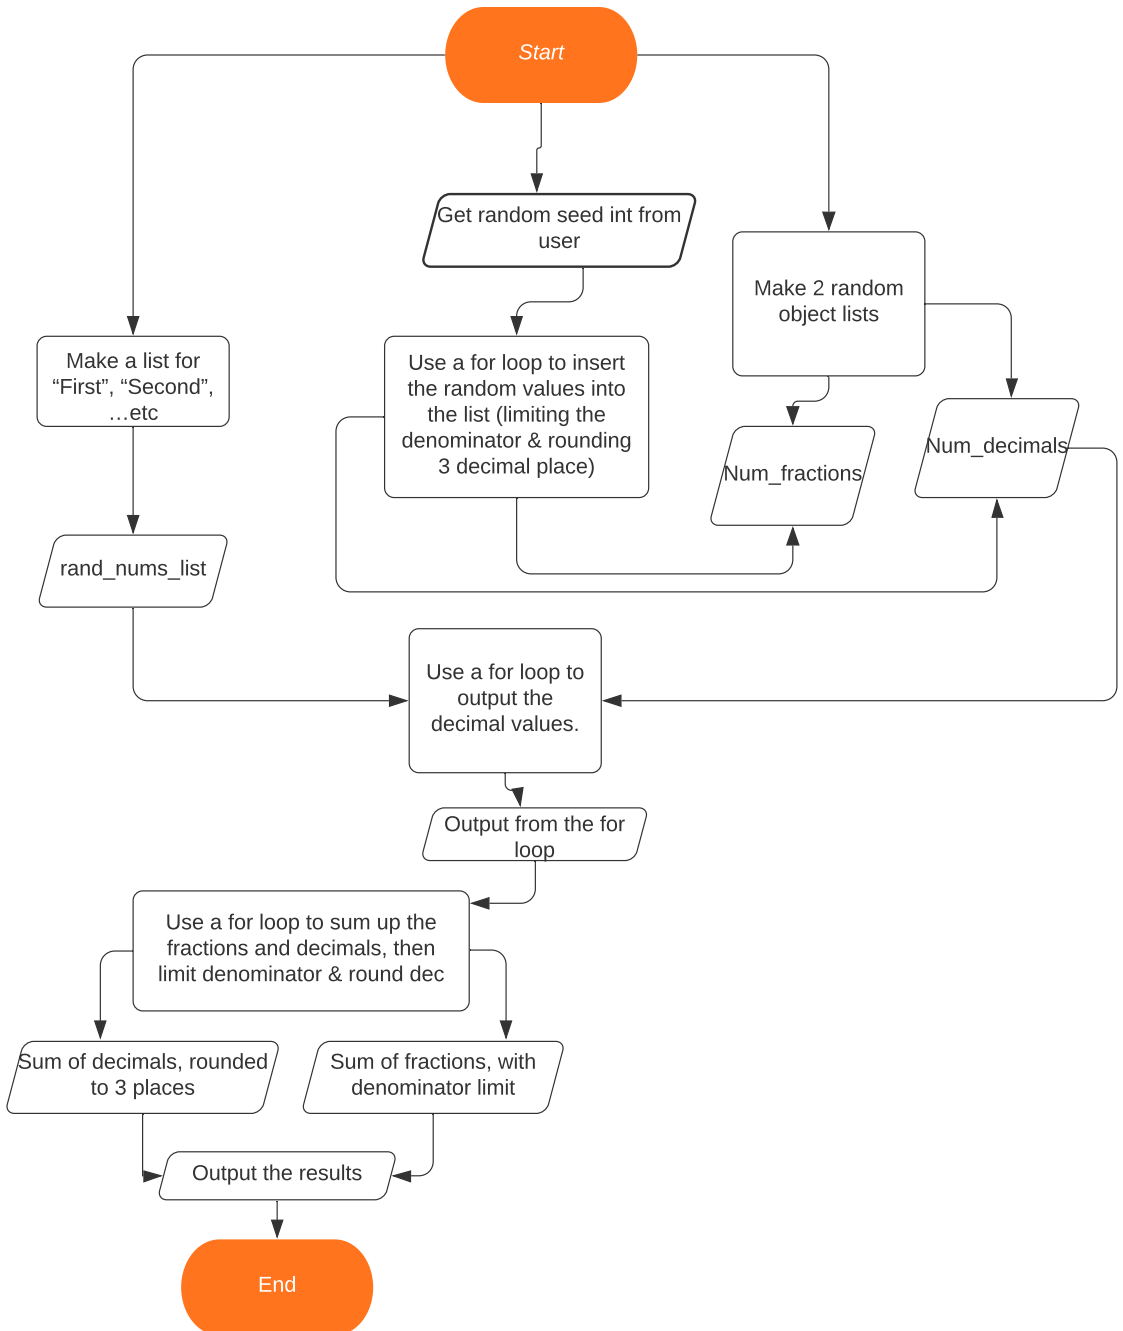 Start
Get random seed int from
user
Make 2 random
object lists
Make a list for
“First”, “Second”,
…etc
Use a for loop to insert
the random values into
the list (limiting the
denominator & rounding
3 decimal place)
Num_fractions
Num_decimals
rand_nums_list
Use a for loop to
output the
decimal values.
Output from the for
loop
Use a for loop to sum up the
fractions and decimals, then
limit denominator & round dec
Sum of decimals, rounded
to 3 places
Sum of fractions, with
denominator limit
Output the results
End